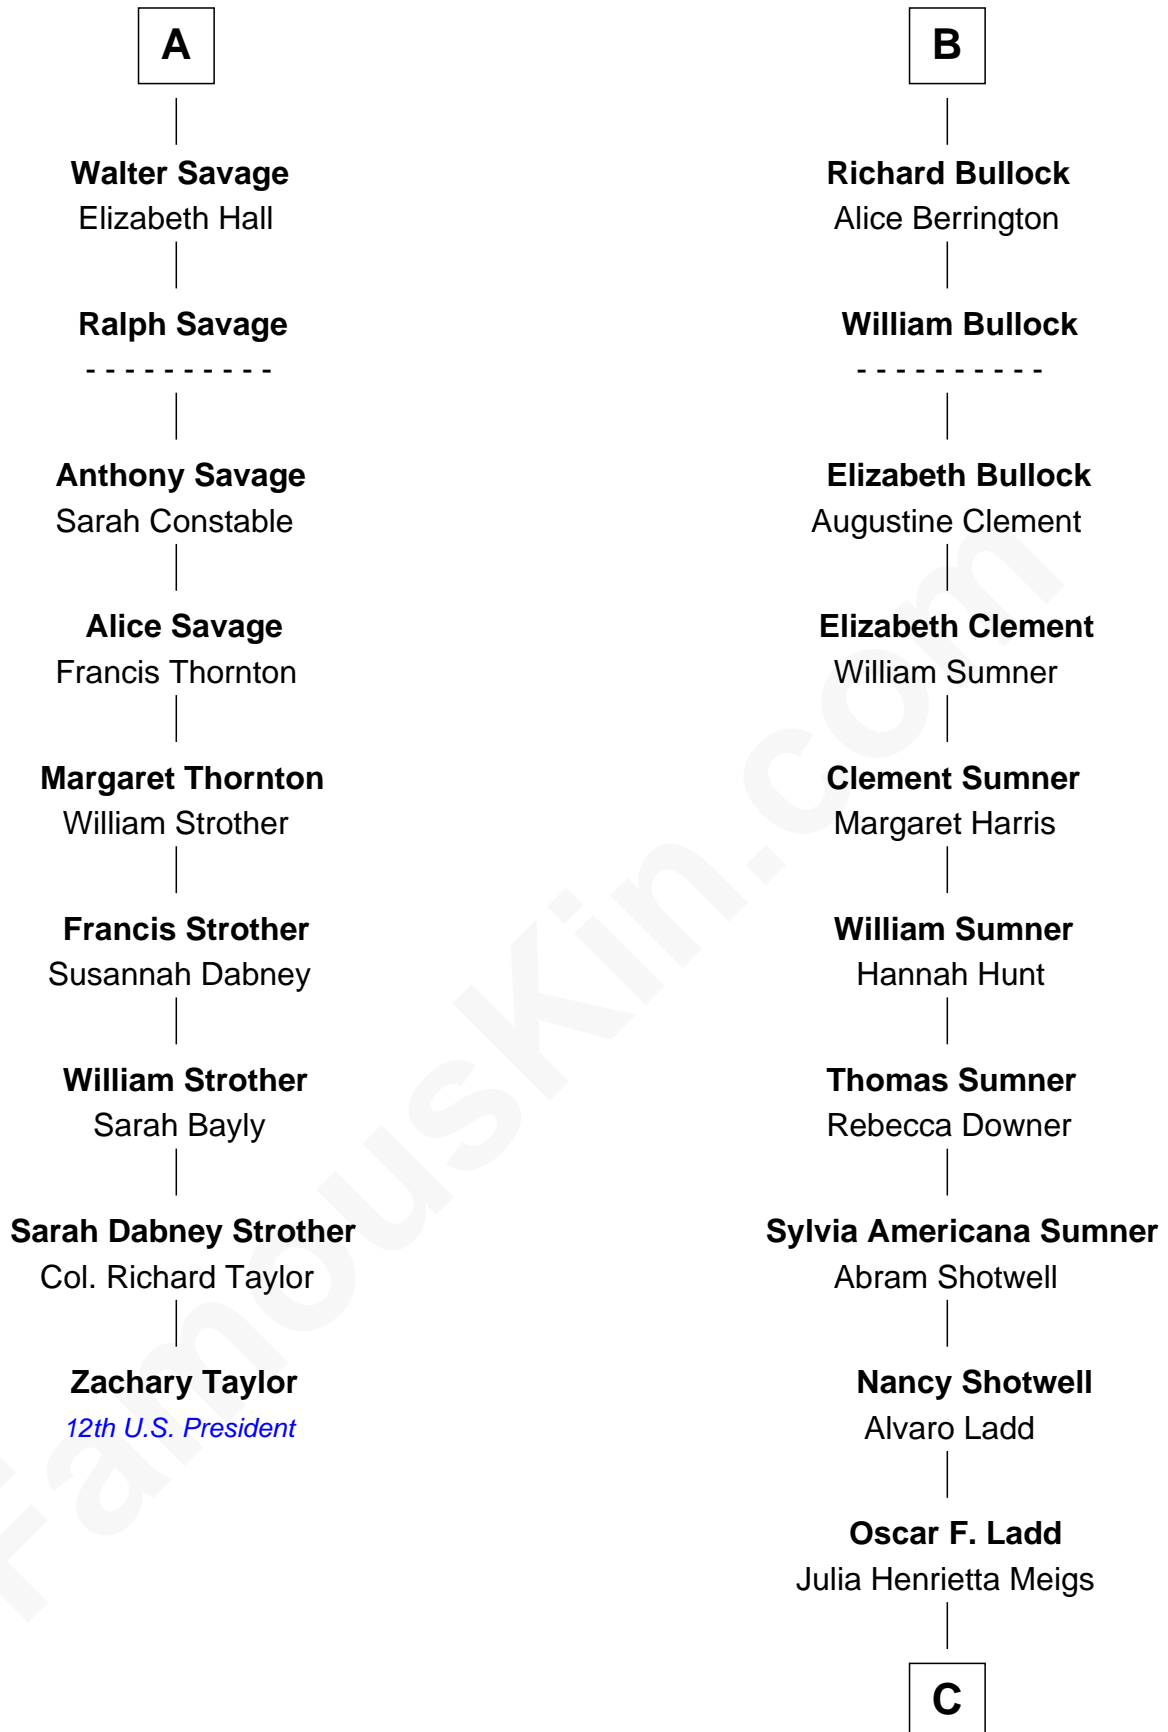 A
Walter Savage
Elizabeth Hall
Ralph Savage
- - - - - - - - - -
Anthony Savage
Sarah Constable
Alice Savage
Francis Thornton
Margaret Thornton
William Strother
Francis Strother
Susannah Dabney
William Strother
Sarah Bayly
Sarah Dabney Strother
Col. Richard Taylor
Zachary Taylor
12th U.S. President
B
Richard Bullock
Alice Berrington
William Bullock
- - - - - - - - - -
Elizabeth Bullock
Augustine Clement
Elizabeth Clement
William Sumner
Clement Sumner
Margaret Harris
William Sumner
Hannah Hunt
Thomas Sumner
Rebecca Downer
Sylvia Americana Sumner
Abram Shotwell
Nancy Shotwell
Alvaro Ladd
Oscar F. Ladd
Julia Henrietta Meigs
C
FamousKin.com